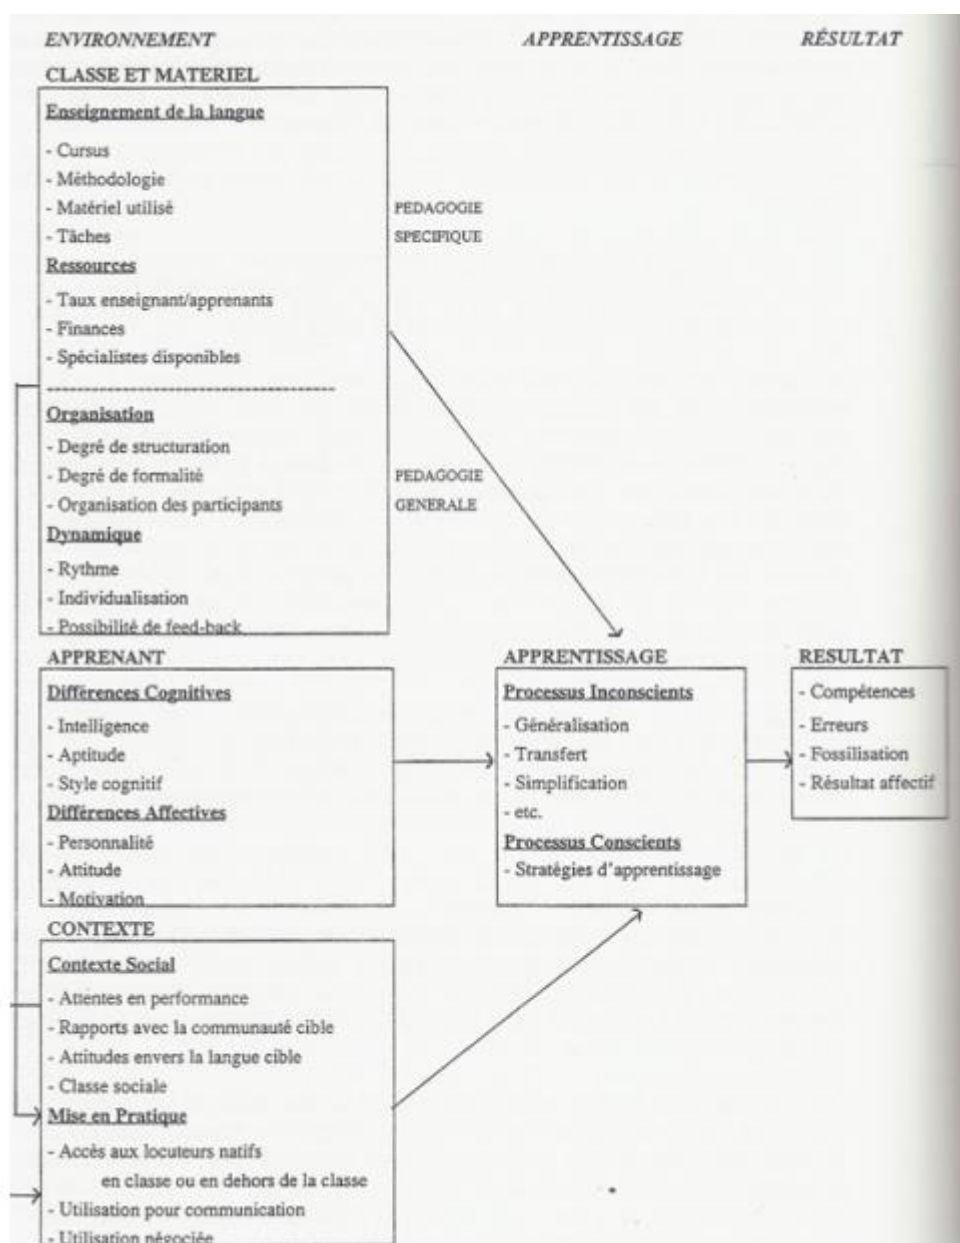 ENVIRONNEMENT APPRENTISSAGE RÉSULTAT
CLASSE ET MATERIEL
Enseignement de la langue
- Cursus
- Méthodologie
- Matériel utilisé
- Tâches
PEDAGOGIE
SPECIFIQUE
Ressources
- Taux enseignant/apprenants
- Finances
- Spécialistes disponibles
Organisation
- Degré de structuration
- Degré de formalité
- Organisation des participants
PEDAGOGIE
GENERALE
Dynamique
- Rythme
- Individualisation
- Possibilité de feed-back
APPRENANT
Différences Cognitives
- Intelligence
- Aptitude
- Style cognitif
Différences Affectives
- Personnalité
- Attitude
- Motivation
APPRENTISSAGE
Processus Inconscients
- Généralisation
- Transfert
- Simplification
- etc.
Processus Conscients
- Stratégies d'apprentissage
RESULTAT
- Compétences
- Erreurs
- Fossilisation
- Résultat affectif
CONTEXTE
Contexte Social
- Attentes en performance
- Rapports avec la communauté cible
- Attitudes envers la langue cible
- Classe sociale
Mise en Pratique
- Accès aux locuteurs natifs
en classe ou en dehors de la classe
- Utilisation pour communication
- Utilisation négociée